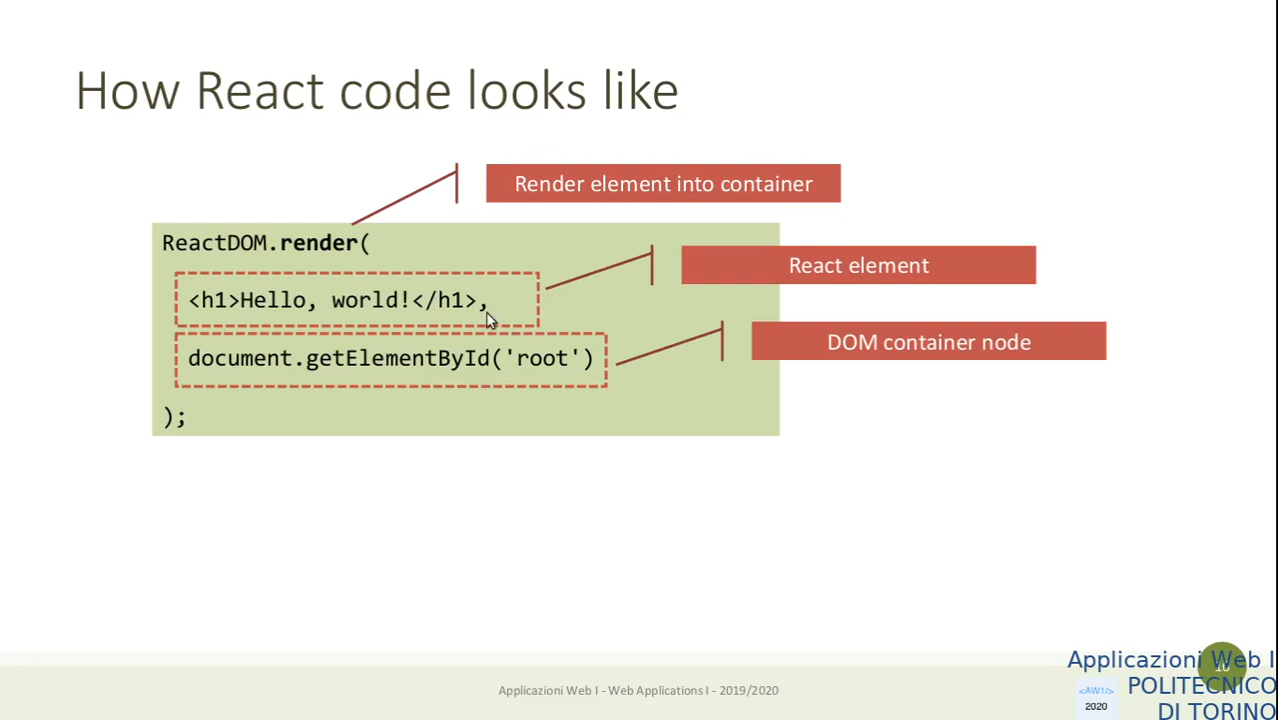 How React code looks like
Render element into container
ReactDOM.render(
React element
<h1>Hello, world!</h1>,
DOM container node
document.getElementById('root')
);
Applicazioni Web I - Web Applications I - 2019/2020
Applicazioni Web I
POLITECNICO
DI TORINO
<AW1/>
2020